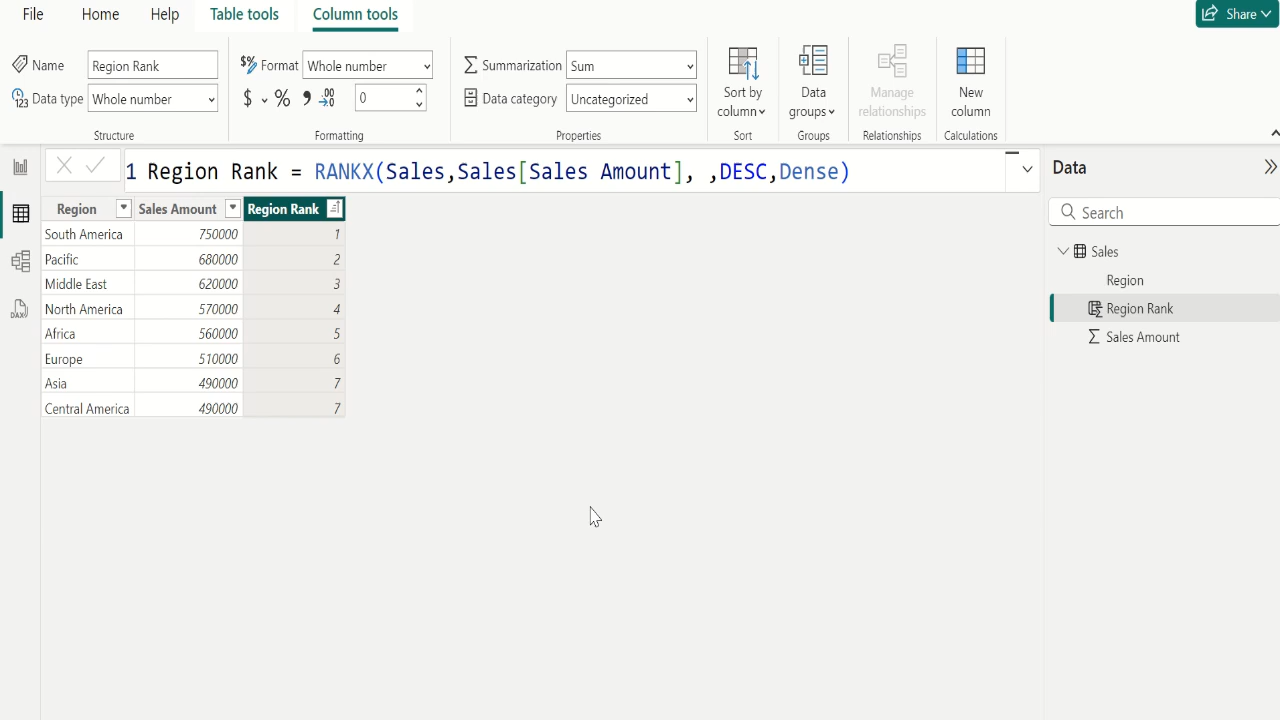 File Home Help Table tools Column tools Share
Name Region Rank $% Format Whole number Summarization Sum
Data type Whole number $ % 0 Data category Uncategorized
Sort by column
Data groups
Manage relationships
New column
Structure Formatting Properties Sort Groups Relationships Calculations
1 Region Rank = RANKX(Sales,Sales[Sales Amount], ,DESC,Dense)
Region Sales Amount Region Rank
South America 750000 1
Pacific 680000 2
Middle East 620000 3
North America 570000 4
Africa 560000 5
Europe 510000 6
Asia 490000 7
Central America 490000 7
DAX
Data
Search
Sales
Region
Region Rank
Sales Amount